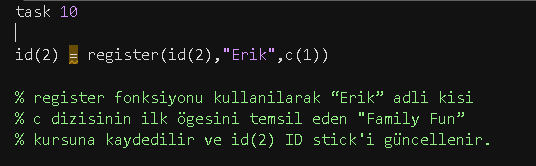 task 10
id(2) = register(id(2),"Erik",c(1))
% register fonksiyonu kullanilarak “Erik” adli kisi
% c dizisinin ilk ögesini temsil eden "Family Fun”
% kursuna kaydedilir ve id(2) ID stick'i güncellenir.